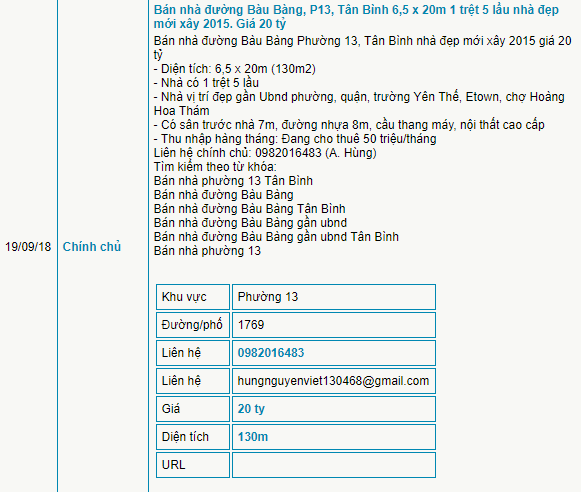 Bán nhà đường Bàu Bàng, P13, Tân Bình 6,5 x 20m 1 trệt 5 lầu nhà đẹp
mới xây 2015. Giá 20 tỷ
Bán nhà đường Bàu Bàng Phường 13, Tân Bình nhà đẹp mới xây 2015 giá 20
tỷ
- Diện tích: 6,5 x 20m (130m2)
- Nhà có 1 trệt 5 lầu
- Nhà vị trí đẹp gần Ubnd phường, quận, trường Yên Thế, Etown, chợ Hoàng
Hoa Thám
- Có sân trước nhà 7m, đường nhựa 8m, cầu thang máy, nội thất cao cấp
- Thu nhập hàng tháng: Đang cho thuê 50 triệu/tháng
Liên hệ chính chủ: 0982016483 (A. Hùng)
Tìm kiếm theo từ khóa:
Bán nhà phường 13 Tân Bình
Bán nhà đường Bàu Bàng
Bán nhà đường Bàu Bàng Tân Bình
Bán nhà đường Bàu Bàng gần ubnd
Bán nhà đường Bàu Bàng gần ubnd Tân Bình
Bán nhà phường 13
19/09/18 Chính chủ
Khu vực Phường 13
Đường/phố 1769
Liên hệ 0982016483
Liên hệ hungnguyenviet130468@gmail.com
Giá 20 ty
Diện tích 130m
URL